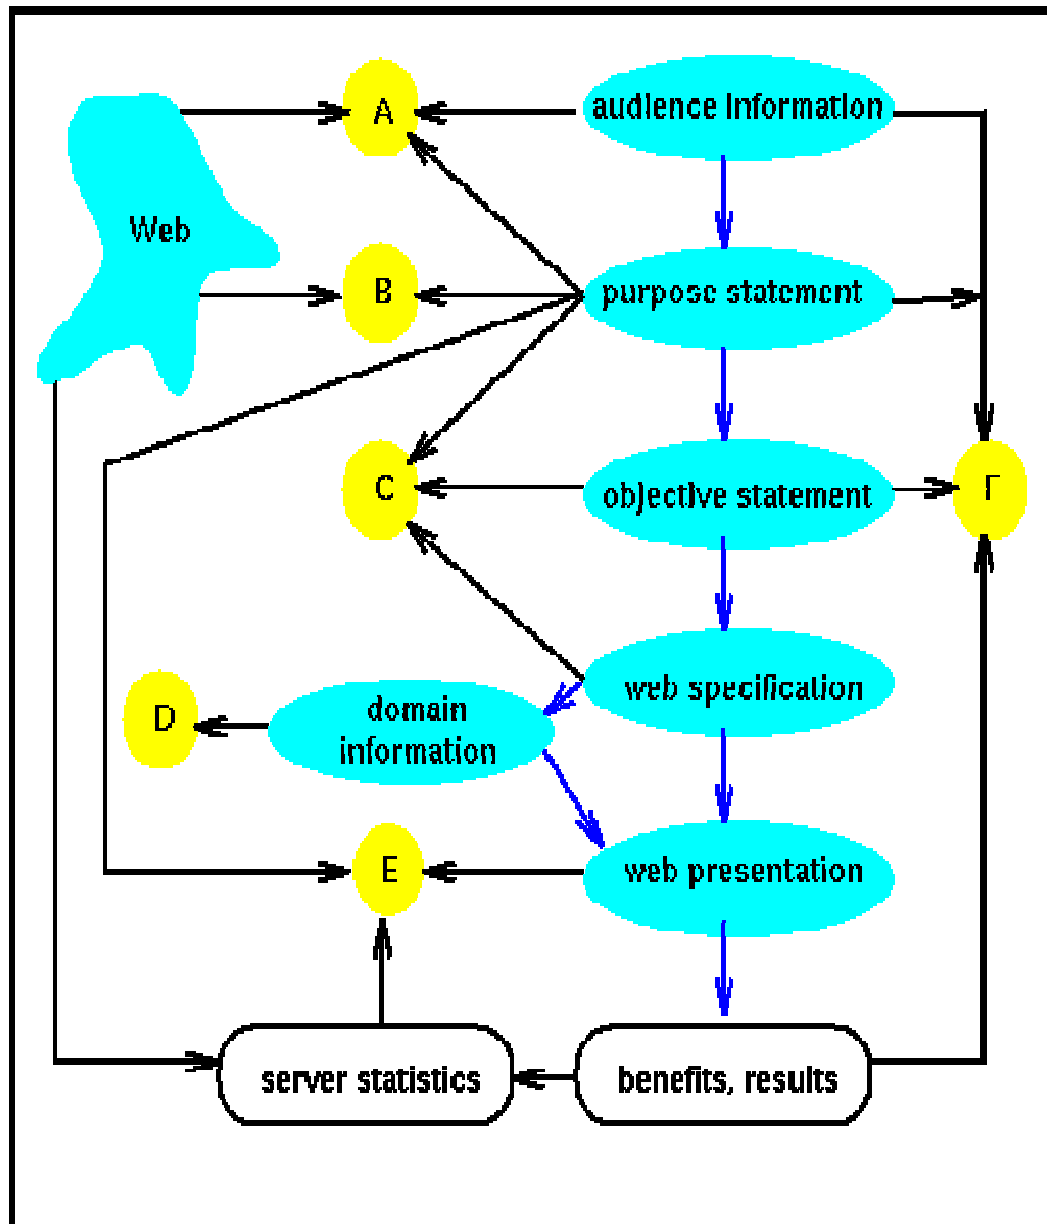 A
audience information
Web
B
purpose statement
C
objective statement
web specification
D
domain
information
E
web presentation
server statistics
benefits, results